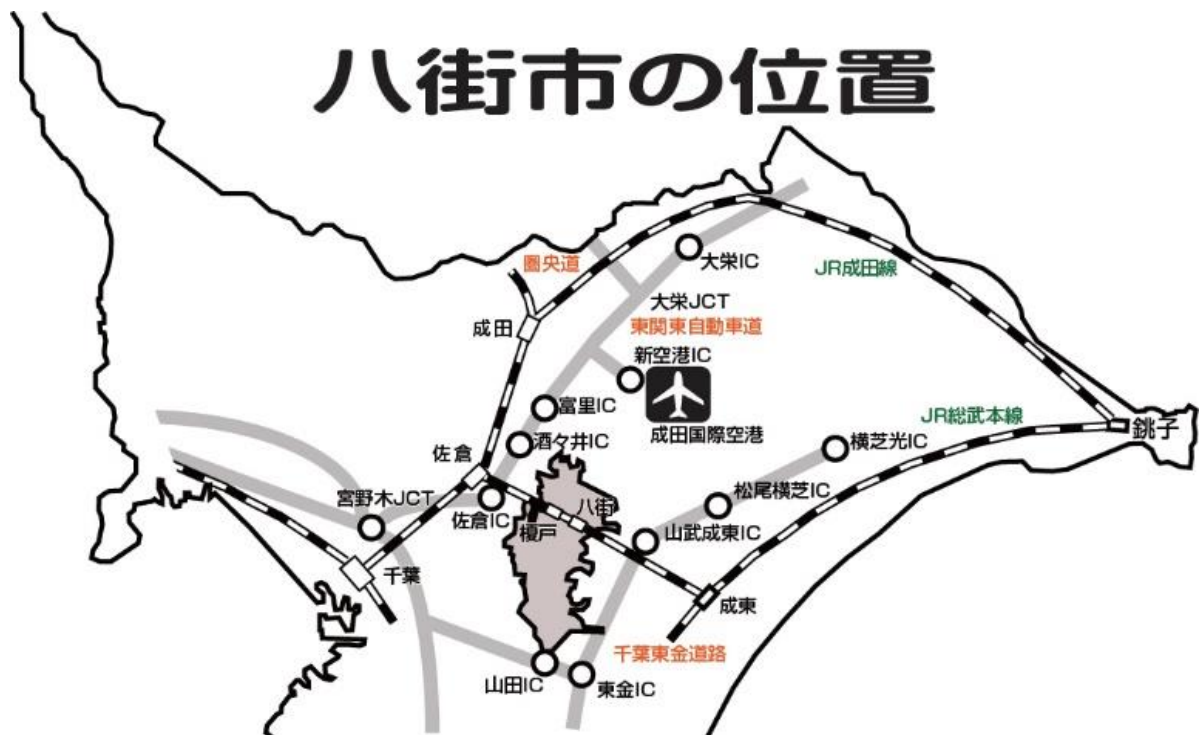 八街市の位置
大栄IC
圏央道
JR成田線
大栄JCT
成田
東関東自動車道
新空港IC
富里IC
JR総武本線
成田国際空港
銚子
酒々井IC
横芝光IC
佐倉
宮野木JCT
松尾横芝IC
佐倉IC
八街
榎戸
山武成東IC
千葉
成東
千葉東金道路
山田IC
東金IC